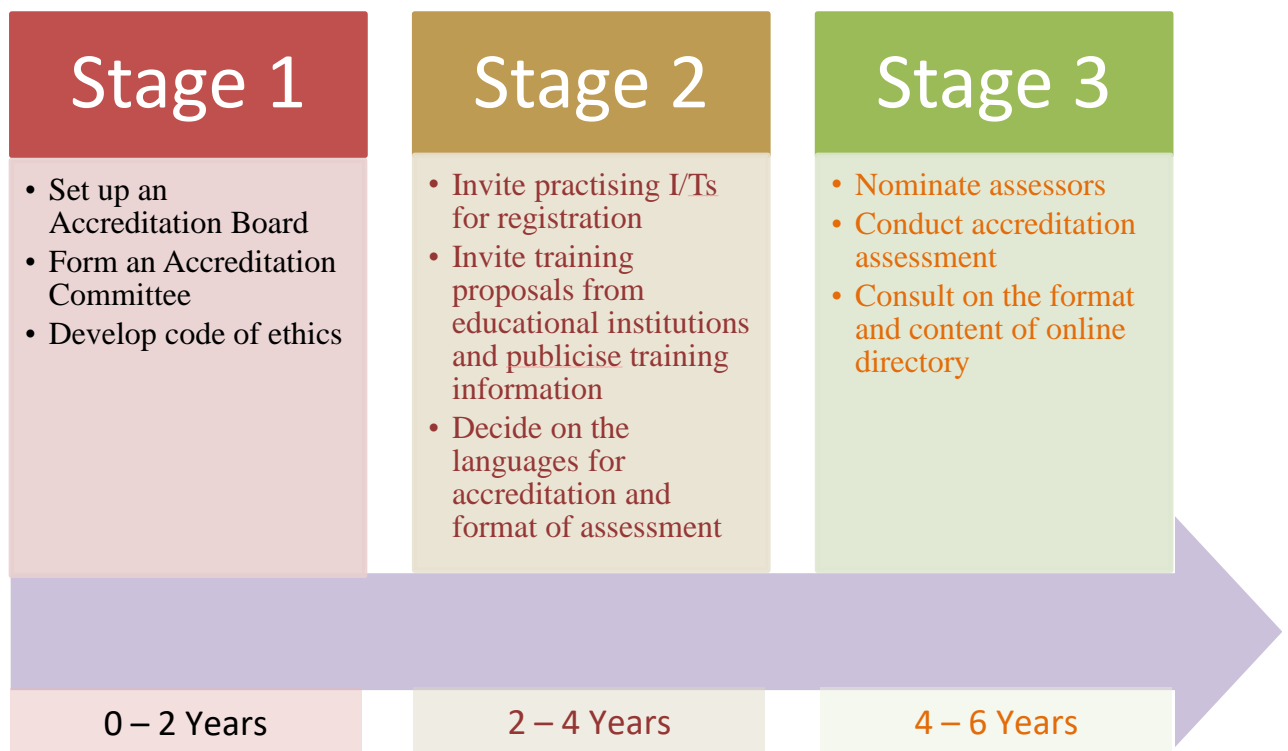 Stage 1
• Set up an
Accreditation Board
• Form an Accreditation
Committee
• Develop code of ethics
0 – 2 Years
Stage 2
• Invite practising I/Ts
for registration
• Invite training
proposals from
educational institutions
and publicise training
information
• Decide on the
languages for
accreditation and
format of assessment
2 – 4 Years
Stage 3
• Nominate assessors
• Conduct accreditation
assessment
• Consult on the format
and content of online
directory
4 – 6 Years